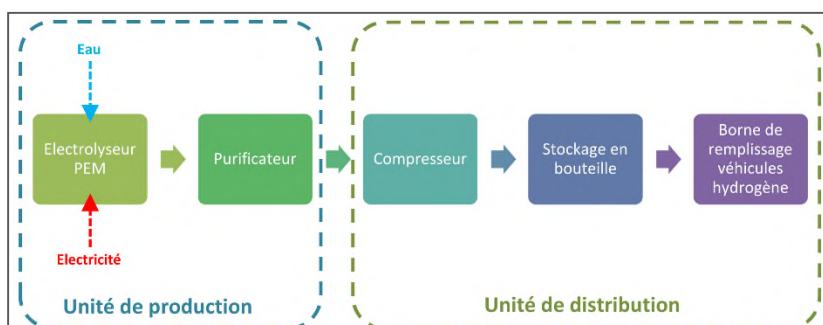 Eau
Electrolyseur
PEM
Purificateur
Compresseur
Stockage en
bouteille
Borne de
remplissage
véhicules
hydrogène
Electricité
Unité de production
Unité de distribution